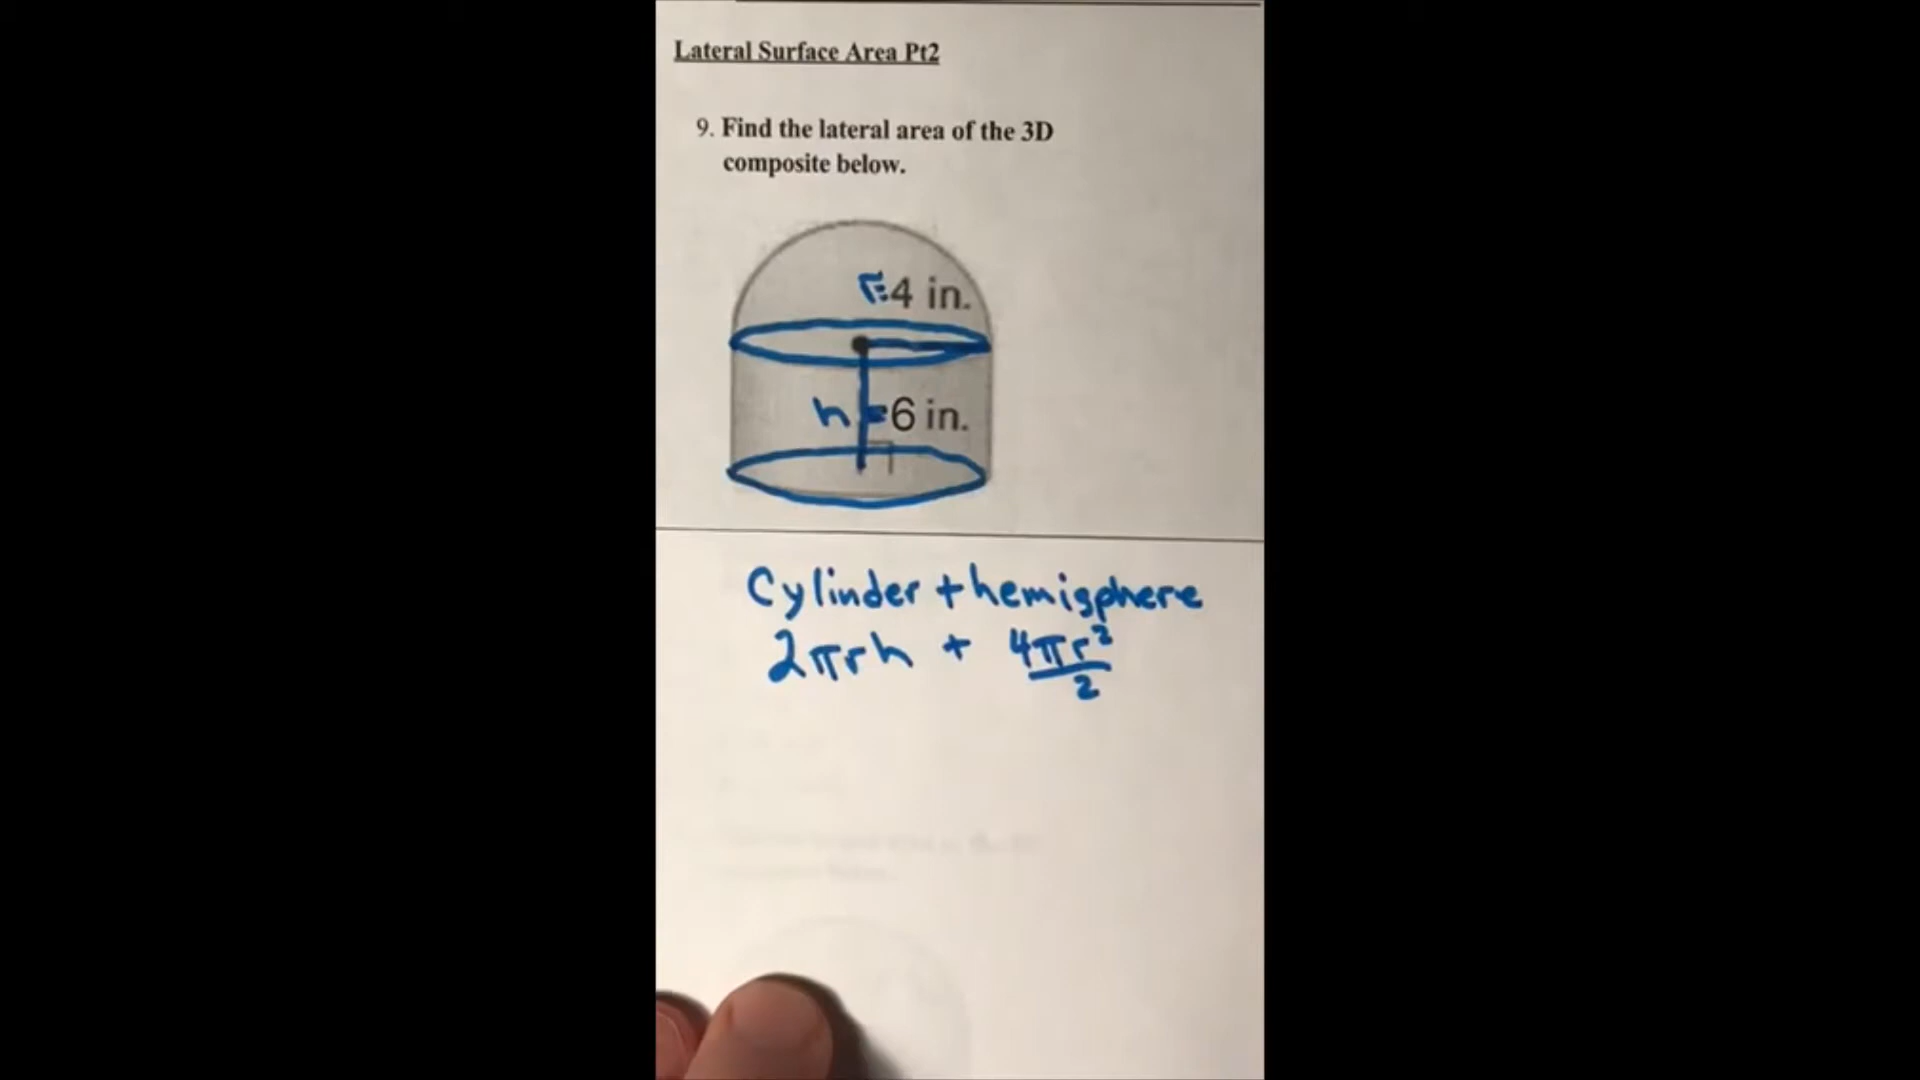 Lateral Surface Area Pt2
9. Find the lateral area of the 3D
composite below.
r=4 in.
h=6 in.
Cylinder + hemisphere
2πrh + 4πr²/2